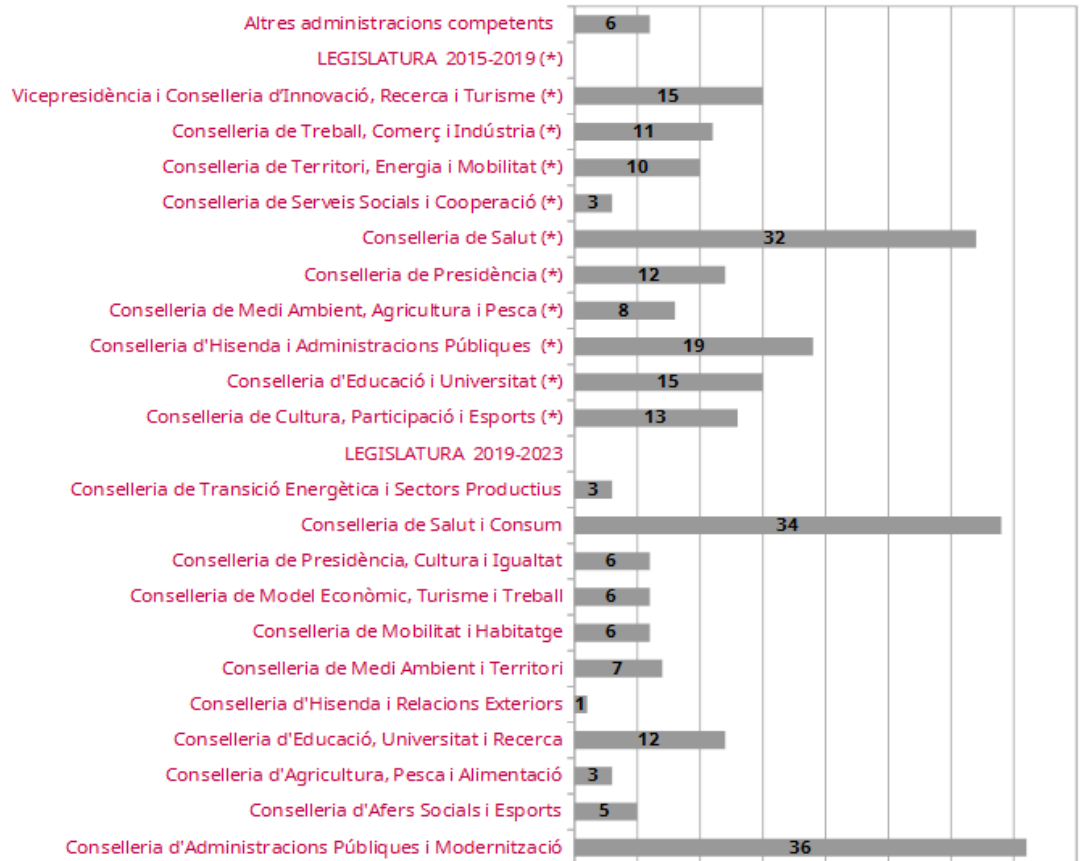 Altres administracions competents 6
LEGISLATURA 2015-2019 (*)
Vicepresidència i Conselleria d'Innovació, Recerca i Turisme (*) 15
Conselleria de Treball, Comerç i Indústria (*) 11
Conselleria de Territori, Energia i Mobilitat (*) 10
Conselleria de Serveis Socials i Cooperació (*) 3
Conselleria de Salut (*) 32
Conselleria de Presidència (*) 12
Conselleria de Medi Ambient, Agricultura i Pesca (*) 8
Conselleria d'Hisenda i Administracions Públiques (*) 19
Conselleria d'Educació i Universitat (*) 15
Conselleria de Cultura, Participació i Esports (*) 13
LEGISLATURA 2019-2023
Conselleria de Transició Energètica i Sectors Productius 3
Conselleria de Salut i Consum 34
Conselleria de Presidència, Cultura i Igualtat 6
Conselleria de Model Econòmic, Turisme i Treball 6
Conselleria de Mobilitat i Habitatge 6
Conselleria de Medi Ambient i Territori 7
Conselleria d'Hisenda i Relacions Exteriors 1
Conselleria d'Educació, Universitat i Recerca 12
Conselleria d'Agricultura, Pesca i Alimentació 3
Conselleria d'Afers Socials i Esports 5
Conselleria d'Administracions Públiques i Modernització 36